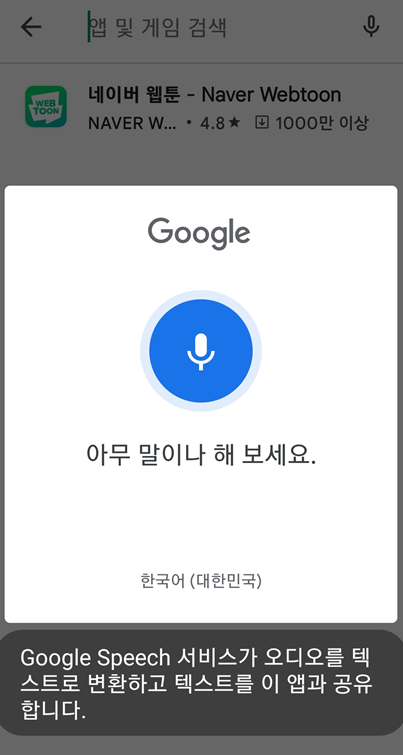 앱 및 게임 검색
WEB
TOON
네이버 웹툰 - Naver Webtoon
NAVER W... • 4.8★ 1000만 이상
Google
아무 말이나 해 보세요.
한국어 (대한민국)
Google Speech 서비스가 오디오를 텍
스트로 변환하고 텍스트를 이 앱과 공유
합니다.